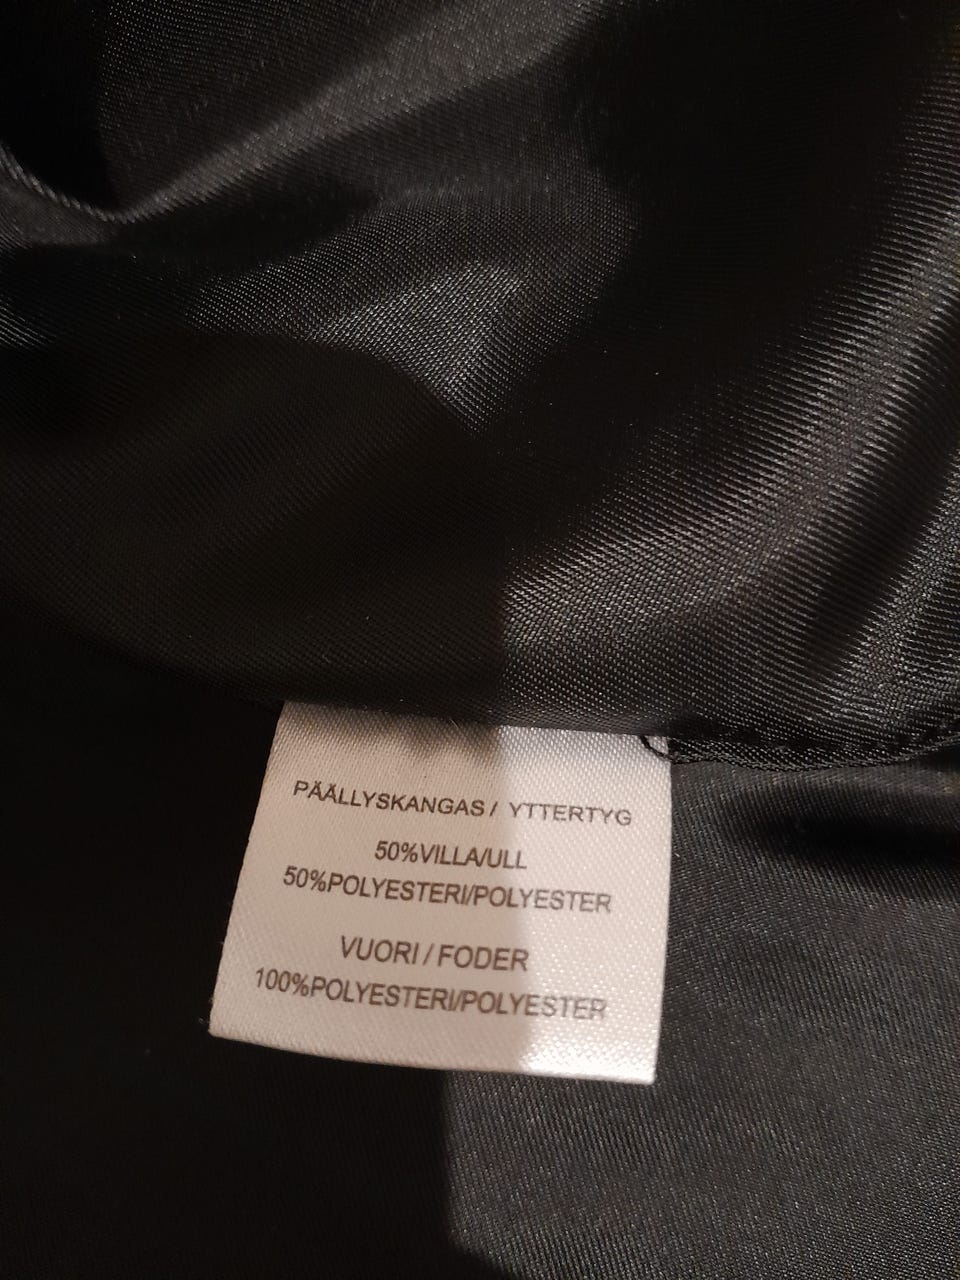 PÄÄLLYSKANGAS / YTTERTYG
50%VILLA/ULL
50%POLYESTERI/POLYESTER
VUORI / FODER
100%POLYESTERI/POLYESTER